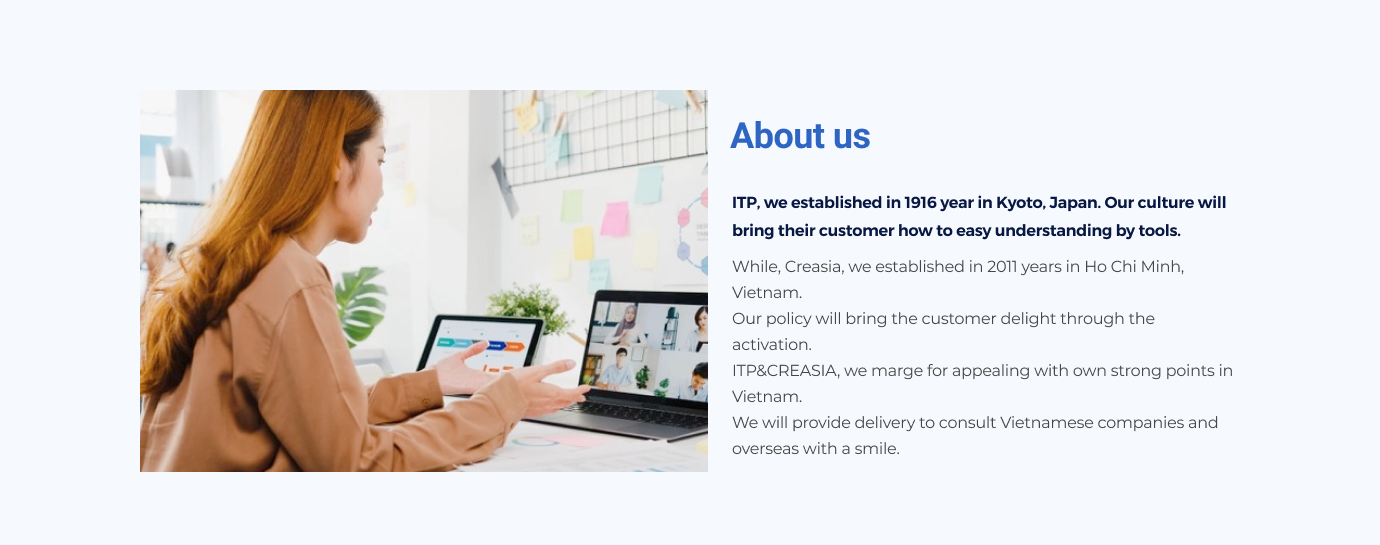 About us
ITP, we established in 1916 year in Kyoto, Japan. Our culture will
bring their customer how to easy understanding by tools.
While, Creasia, we established in 2011 years in Ho Chi Minh,
Vietnam.
Our policy will bring the customer delight through the
activation.
ITP&CREASIA, we marge for appealing with own strong points in
Vietnam.
We will provide delivery to consult Vietnamese companies and
overseas with a smile.